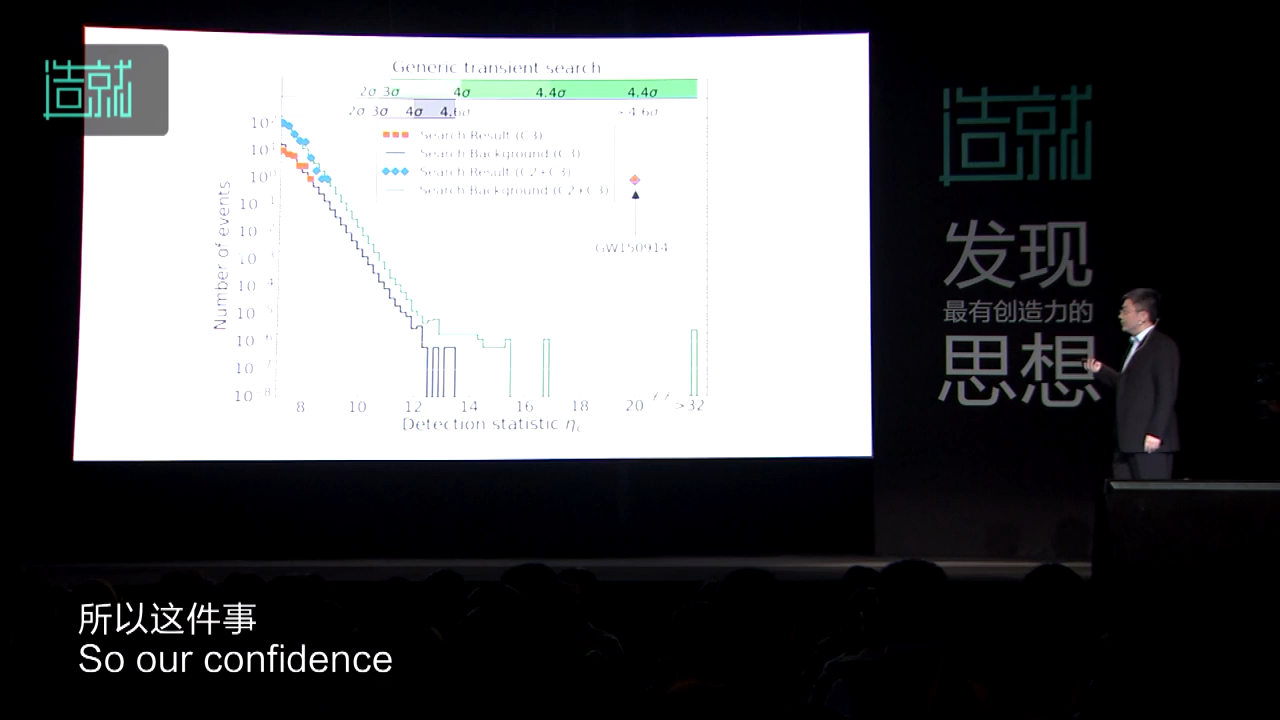 造就
Generic transient search
2σ 3σ 4σ 4.4σ 4.4σ
2σ 3σ 4σ 4.6σ > 4.6σ
Search Result (C3)
Search Background (C3)
Search Result (C2+C3)
Search Background (C2+C3)
GW150914
Number of events
8 10 12 14 16 18 20 >32
Detection statistic ηc
造就
发现
最有创造力的
思想
所以这件事
So our confidence